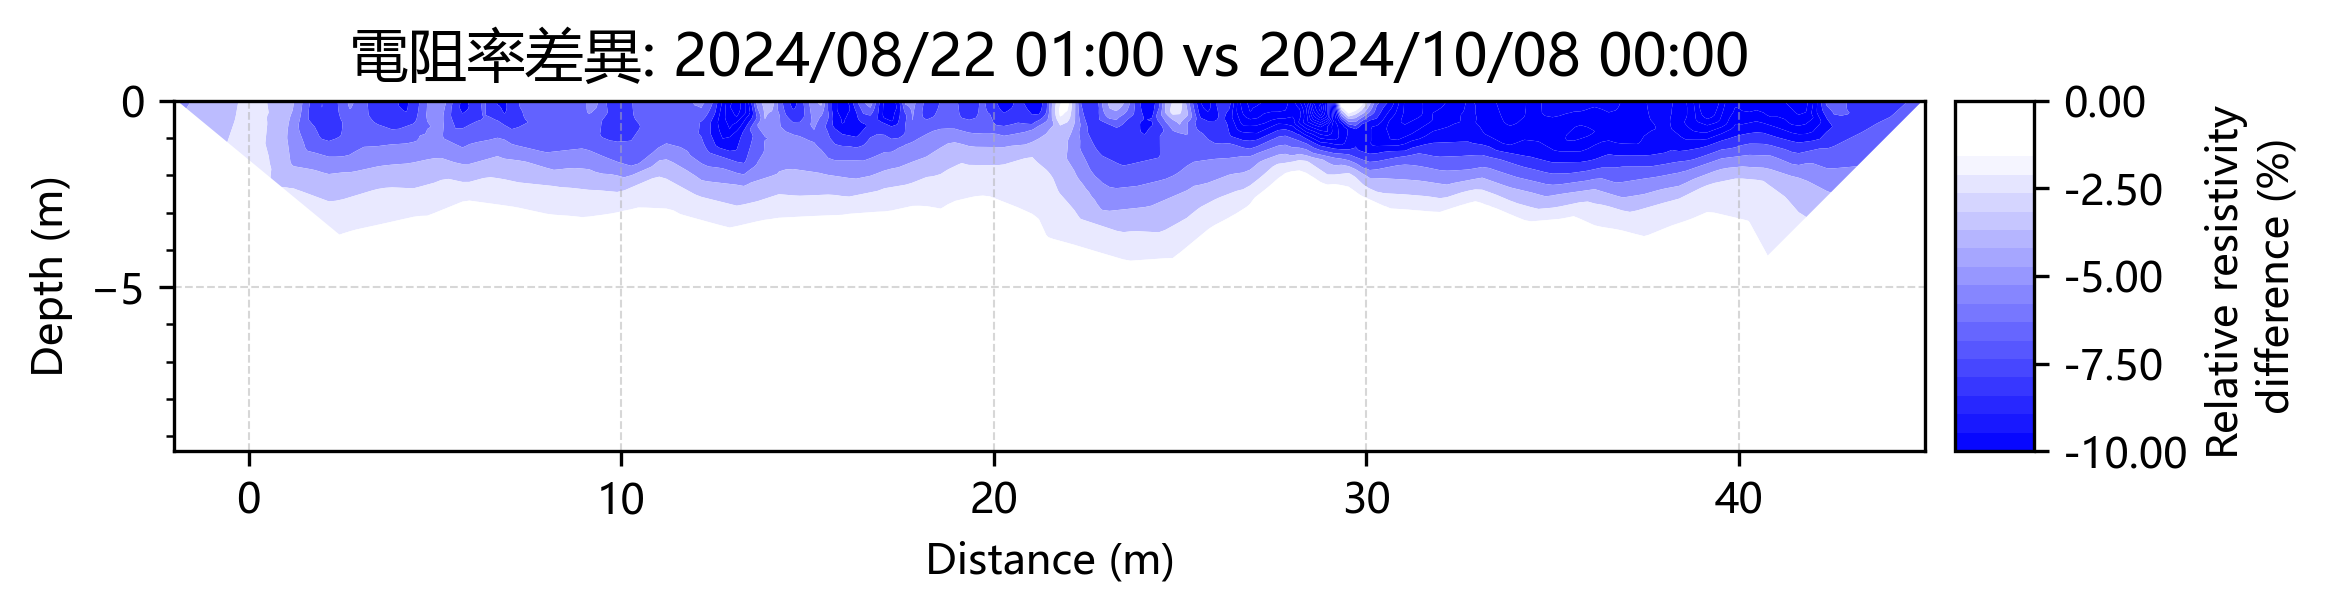 電阻率差異: 2024/08/22 01:00 vs 2024/10/08 00:00
0
−5
Depth (m)
0
10
20
30
40
Distance (m)
0.00
-2.50
-5.00
-7.50
-10.00
Relative resistivity
difference (%)